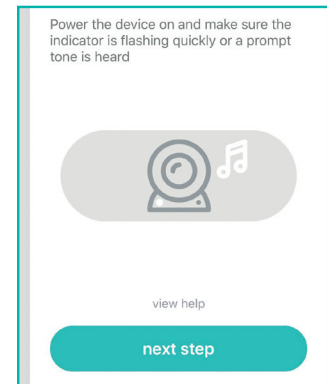 Power the device on and make sure the
indicator is flashing quickly or a prompt
tone is heard
view help
next step